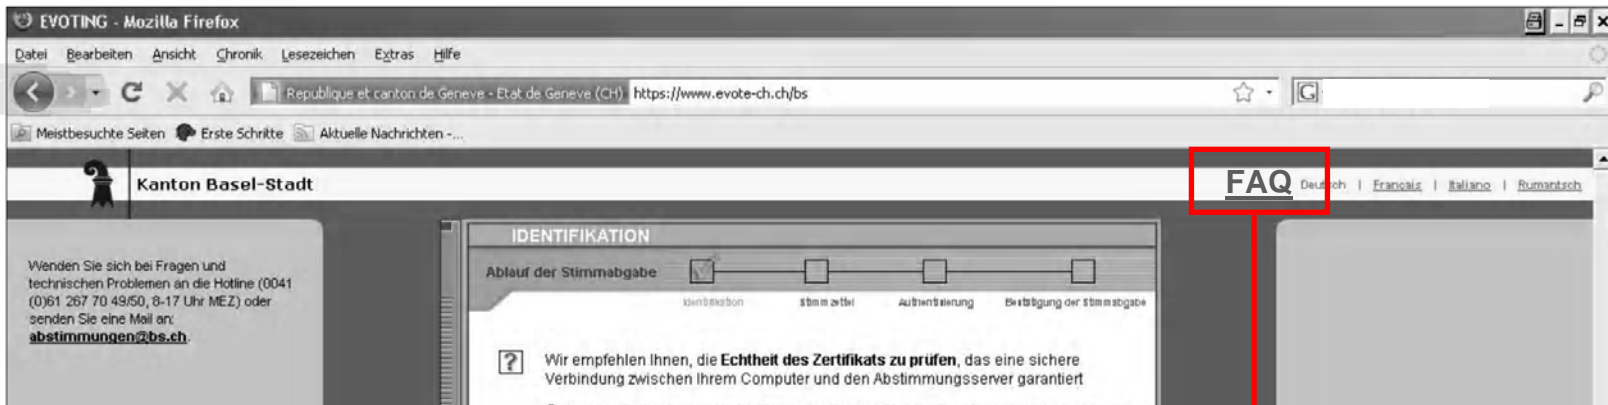 EVOTING - Mozilla Firefox
Datei Bearbeiten Ansicht Chronik Lesezeichen Extras Hilfe
Republique et canton de Geneve - Etat de Geneve (CH) https://www.evote-ch.ch/bs
G
Meistbesuchte Seiten Erste Schritte Aktuelle Nachrichten -...
Kanton Basel-Stadt
FAQ Deutsch | Français | Italiano | Rumantsch
Wenden Sie sich bei Fragen und
technischen Problemen an die Hotline (0041
(0)61 267 70 49/50, 8-17 Uhr MEZ) oder
senden Sie eine Mail an:
abstimmungen@bs.ch.
IDENTIFIKATION
Ablauf der Stimmabgabe
Identifikation Stimmzettel Authentisierung Bestätigung der Stimmabgabe
? Wir empfehlen Ihnen, die Echtheit des Zertifikats zu prüfen, das eine sichere
Verbindung zwischen Ihrem Computer und den Abstimmungsserver garantiert